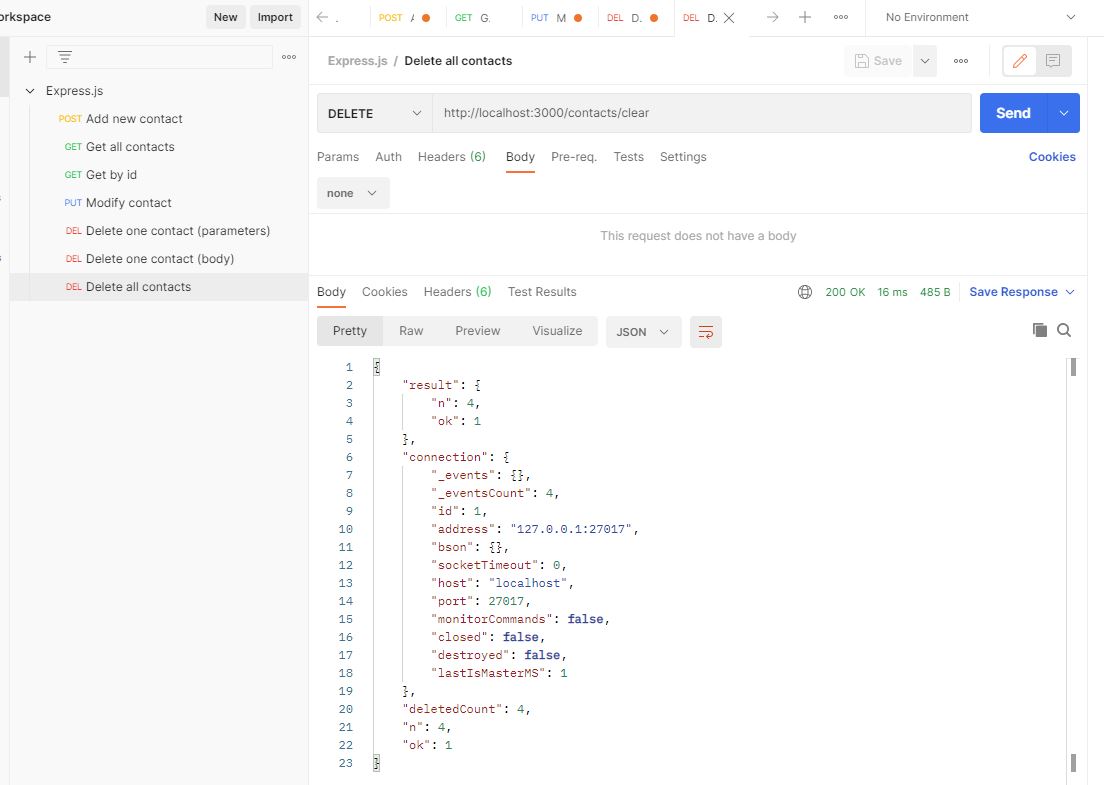 orkspace
New
Import
POST
GET G.
PUT M
DEL D.
DEL D.
No Environment
Express.js
POST Add new contact
GET Get all contacts
GET Get by id
PUT Modify contact
DEL Delete one contact (parameters)
DEL Delete one contact (body)
DEL Delete all contacts
Express.js / Delete all contacts
Save
DELETE
http://localhost:3000/contacts/clear
Send
Params Auth Headers (6) Body Pre-req. Tests Settings
Cookies
none
This request does not have a body
Body Cookies Headers (6) Test Results
200 OK 16 ms 485 B Save Response
Pretty Raw Preview Visualize JSON
1 {
2 "result": {
3 "n": 4,
4 "ok": 1
5 },
6 "connection": {
7 "_events": {},
8 "_eventsCount": 4,
9 "id": 1,
10 "address": "127.0.0.1:27017",
11 "bson": {},
12 "socketTimeout": 0,
13 "host": "localhost",
14 "port": 27017,
15 "monitorCommands": false,
16 "closed": false,
17 "destroyed": false,
18 "lastIsMasterMS": 1
19 },
20 "deletedCount": 4,
21 "n": 4,
22 "ok": 1
23 }